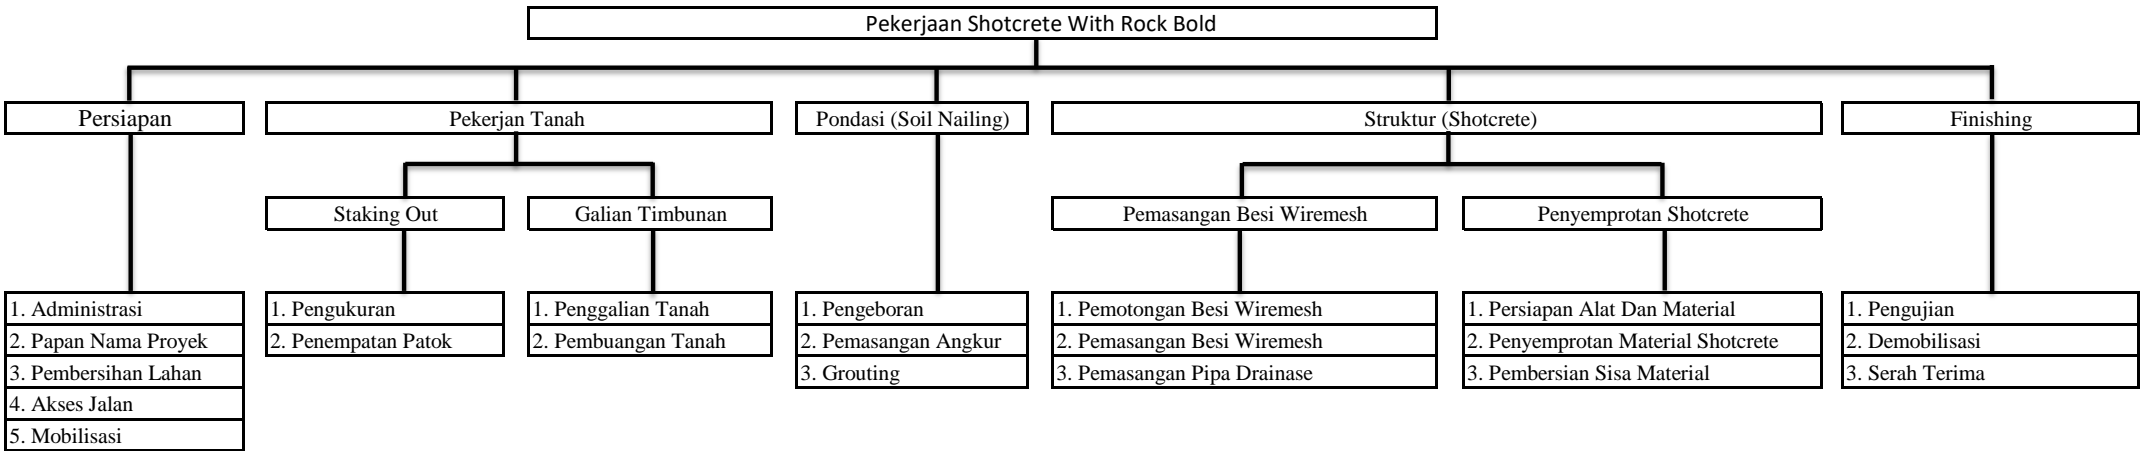 Pekerjaan Shotcrete With Rock Bold
Persiapan
Pekerjan Tanah
Pondasi (Soil Nailing)
Struktur (Shotcrete)
Finishing
Staking Out
Galian Timbunan
Pemasangan Besi Wiremesh
Penyemprotan Shotcrete
1. Administrasi
2. Papan Nama Proyek
3. Pembersihan Lahan
4. Akses Jalan
5. Mobilisasi
1. Pengukuran
2. Penempatan Patok
1. Penggalian Tanah
2. Pembuangan Tanah
1. Pengeboran
2. Pemasangan Angkur
3. Grouting
1. Pemotongan Besi Wiremesh
2. Pemasangan Besi Wiremesh
3. Pemasangan Pipa Drainase
1. Persiapan Alat Dan Material
2. Penyemprotan Material Shotcrete
3. Pembersian Sisa Material
1. Pengujian
2. Demobilisasi
3. Serah Terima